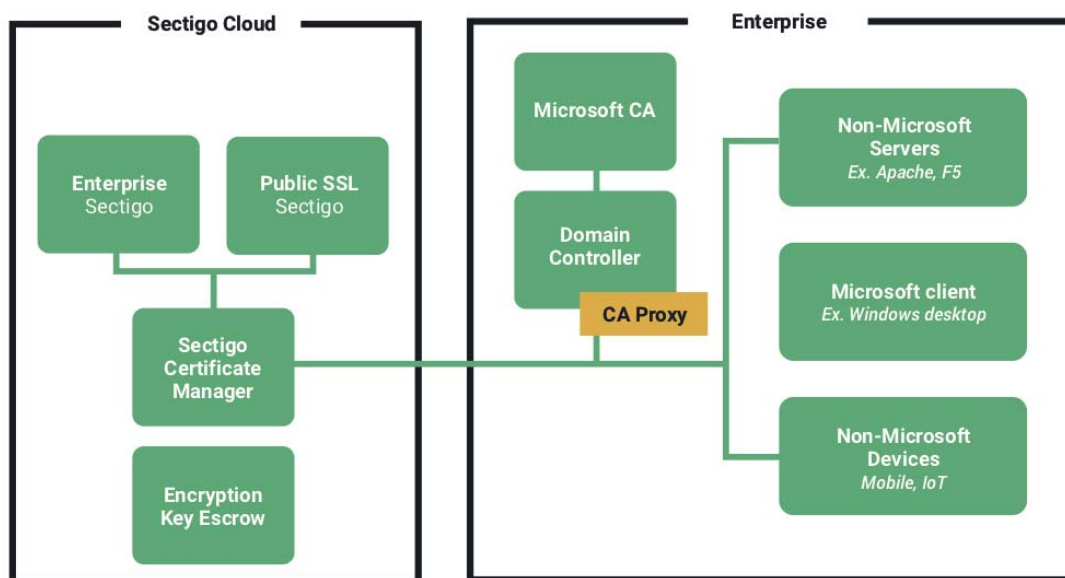 Sectigo Cloud
Enterprise
Sectigo
Public SSL
Sectigo
Sectigo
Certificate
Manager
Encryption
Key Escrow
Enterprise
Microsoft CA
Domain
Controller
CA Proxy
Non-Microsoft
Servers
Ex. Apache, F5
Microsoft client
Ex. Windows desktop
Non-Microsoft
Devices
Mobile, IoT